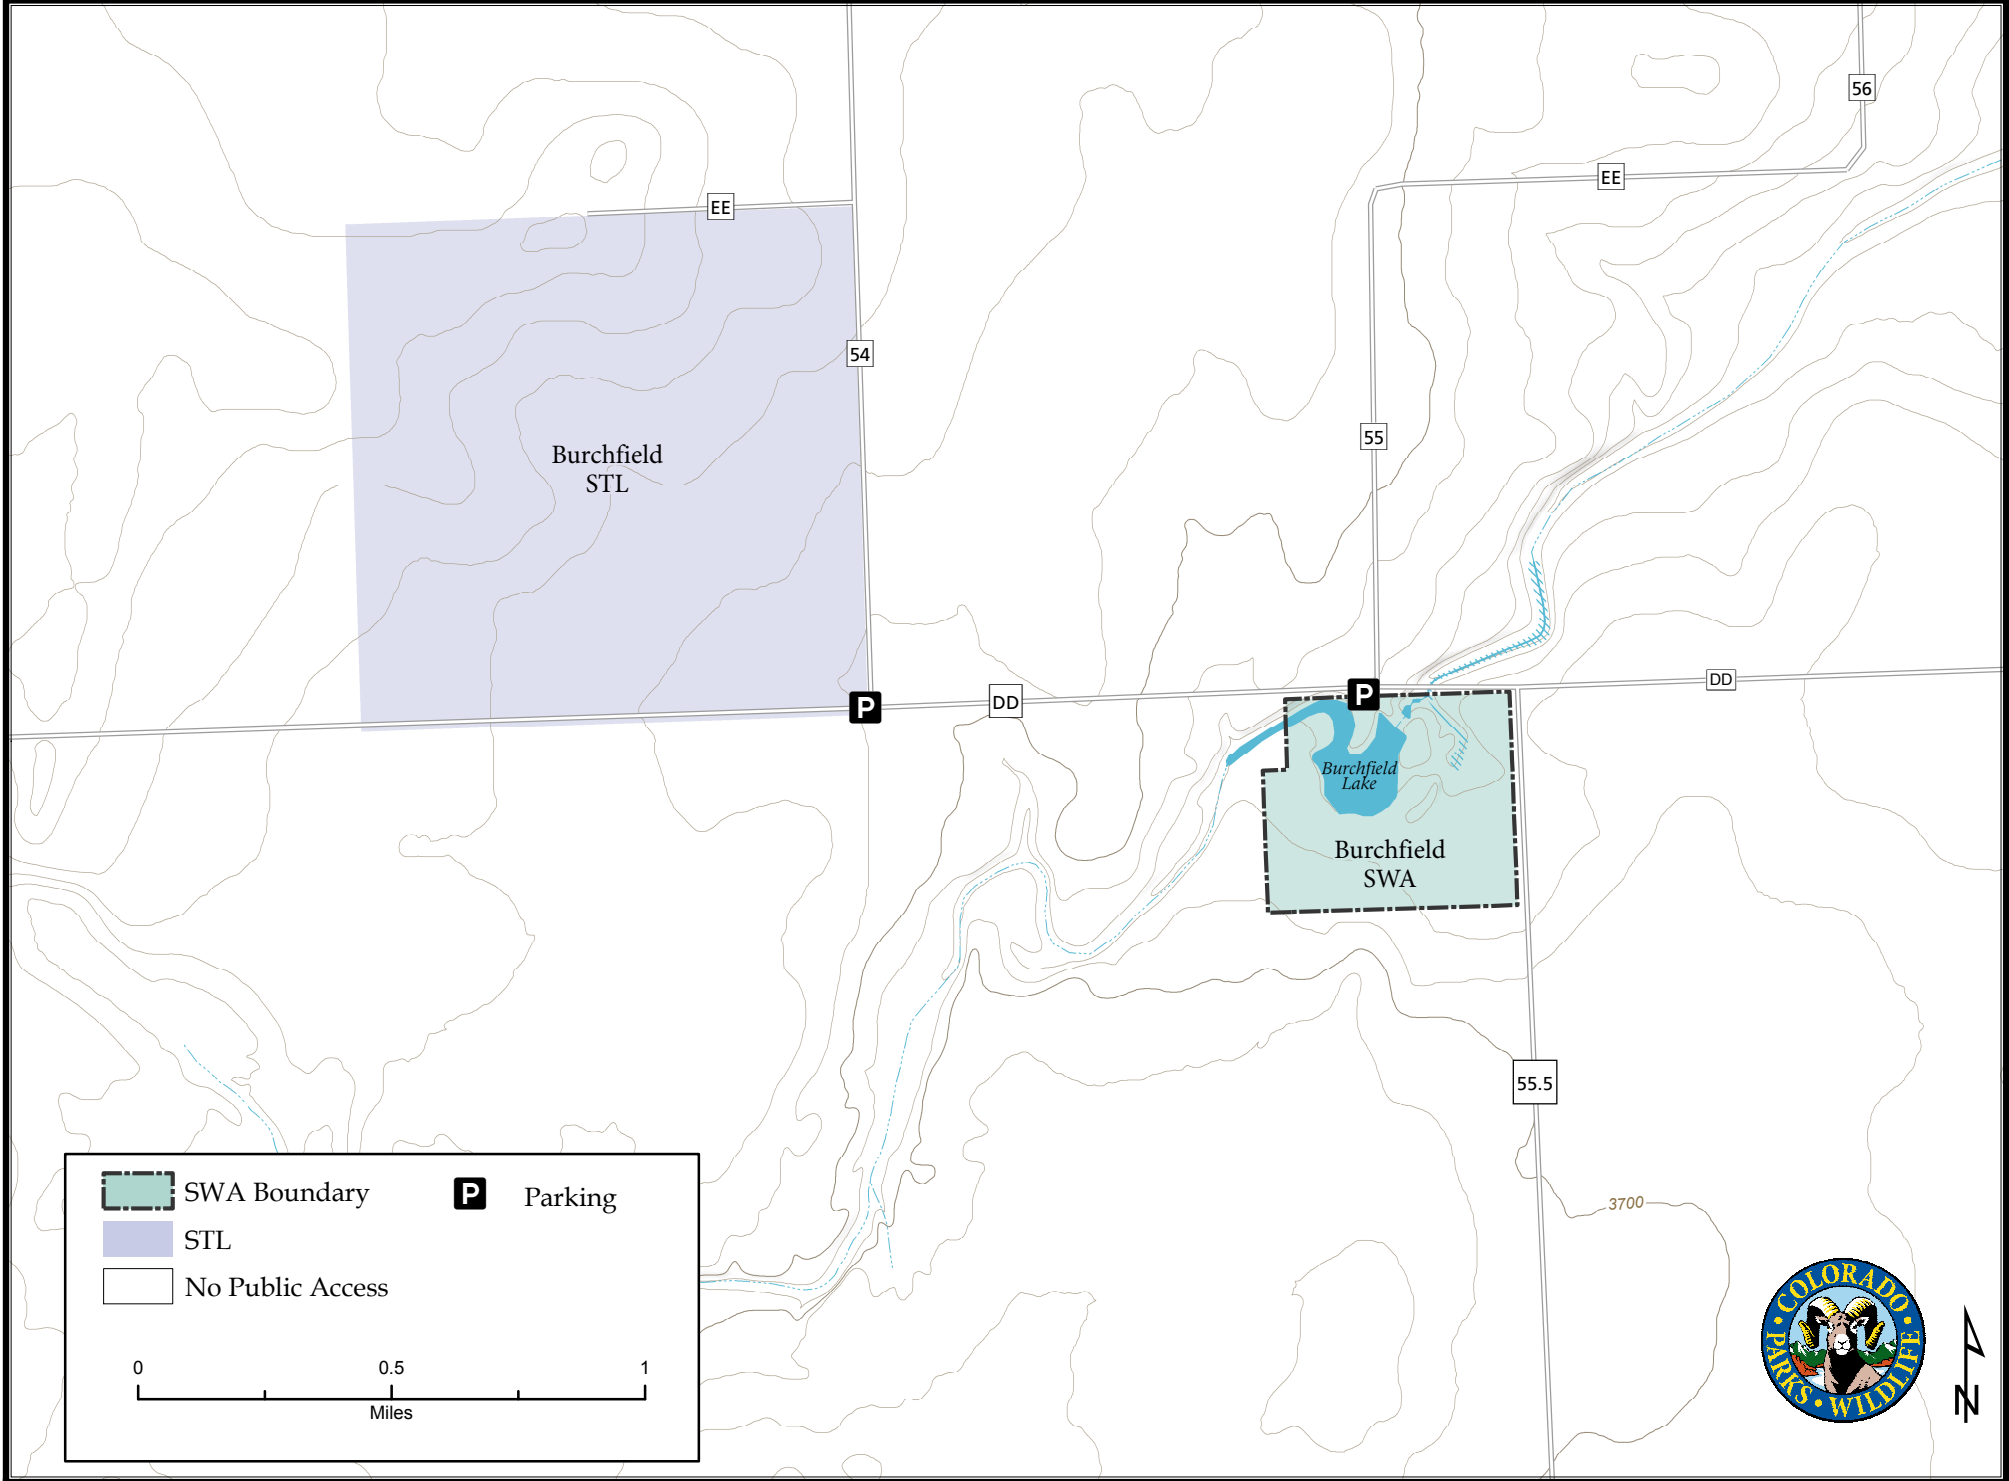 56
EE
EE
54
55
Burchfield
STL
DD
DD
P
P
Burchfield
Lake
Burchfield
SWA
55.5
3700
SWA Boundary
P Parking
STL
No Public Access
0 0.5 1
Miles
COLORADO
PARKS • WILDLIFE
N